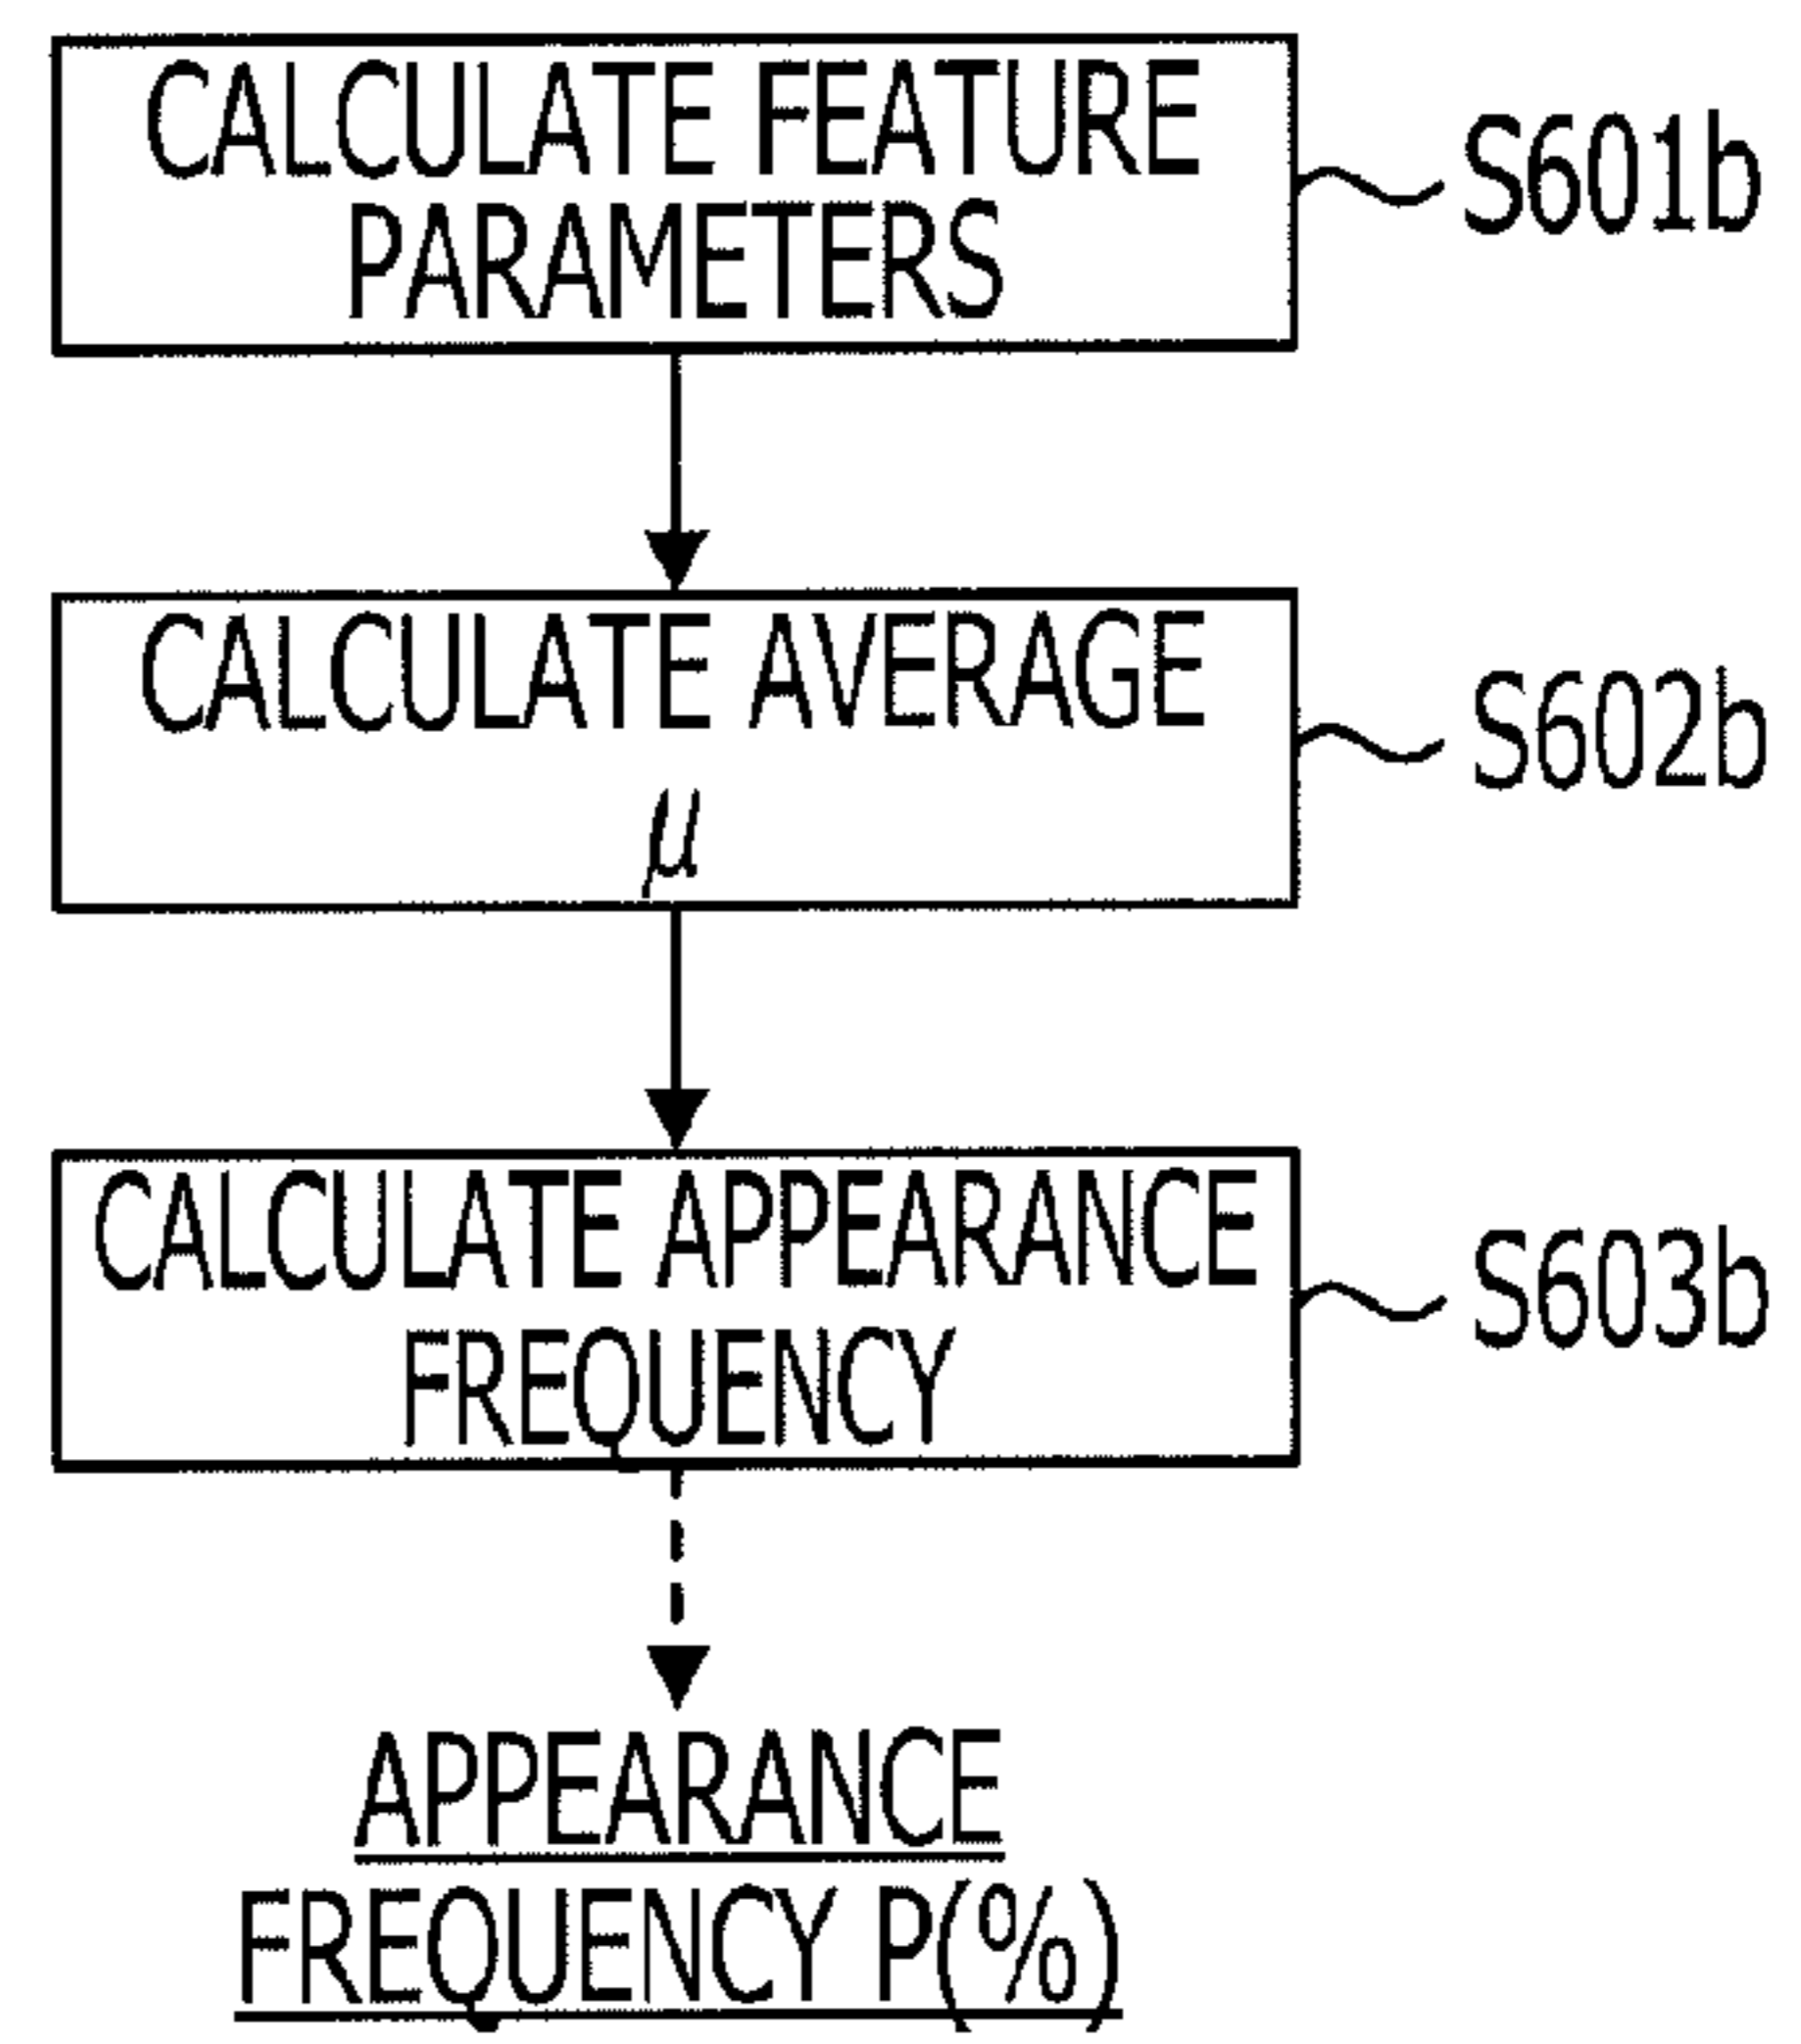 CALCULATE FEATURE
PARAMETERS
S601b
CALCULATE AVERAGE
μ
S602b
CALCULATE APPEARANCE
FREQUENCY
S603b
APPEARANCE
FREQUENCY P(%)